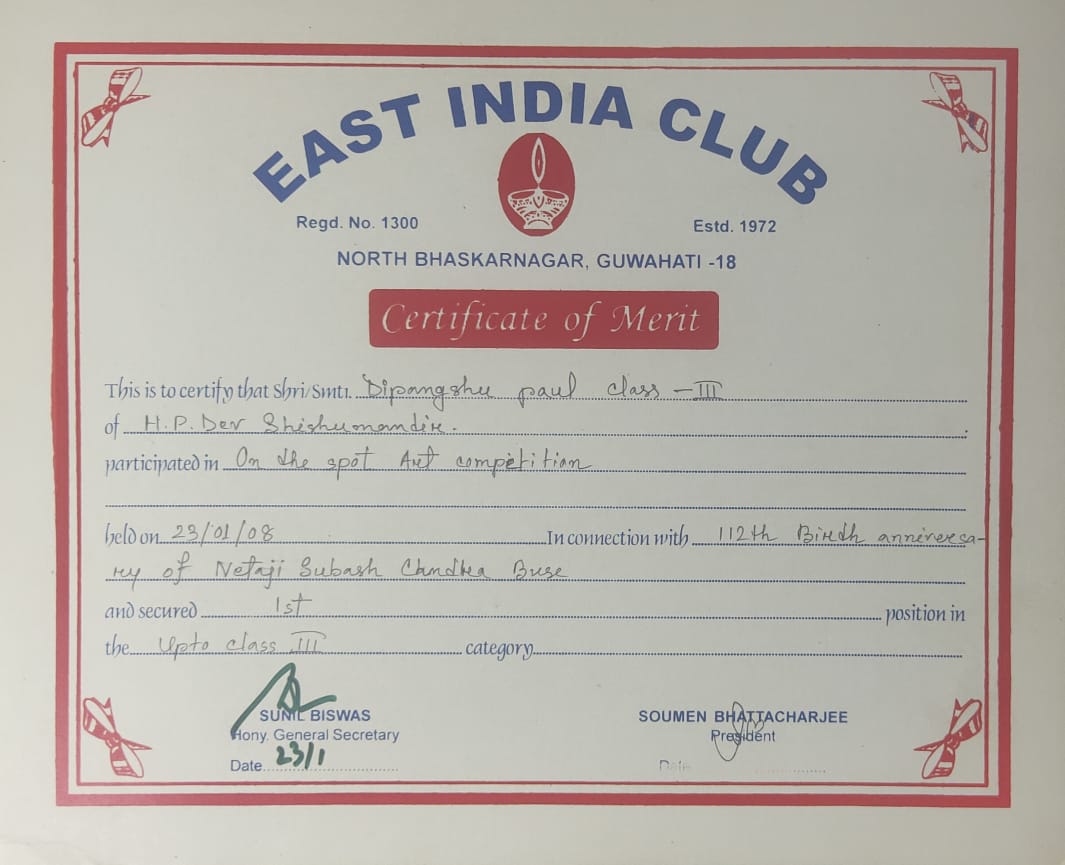 EAST INDIA CLUB
Regd. No. 1300 Estd. 1972
NORTH BHASKARNAGAR, GUWAHATI -18
Certificate of Merit
This is to certify that Shri/Smti. Dipangshu paul class - III
of H.P. Dev Shishumandir.
participated in On the spot Art competition
held on 23/01/08 In connection with 112th Birth anniversa-
ry of Netaji Subash Chandra Buse
and secured 1st position in
the Upto class III category
SUNIL BISWAS SOUMEN BHATTACHARJEE
Hony. General Secretary President
Date 23/1 Date